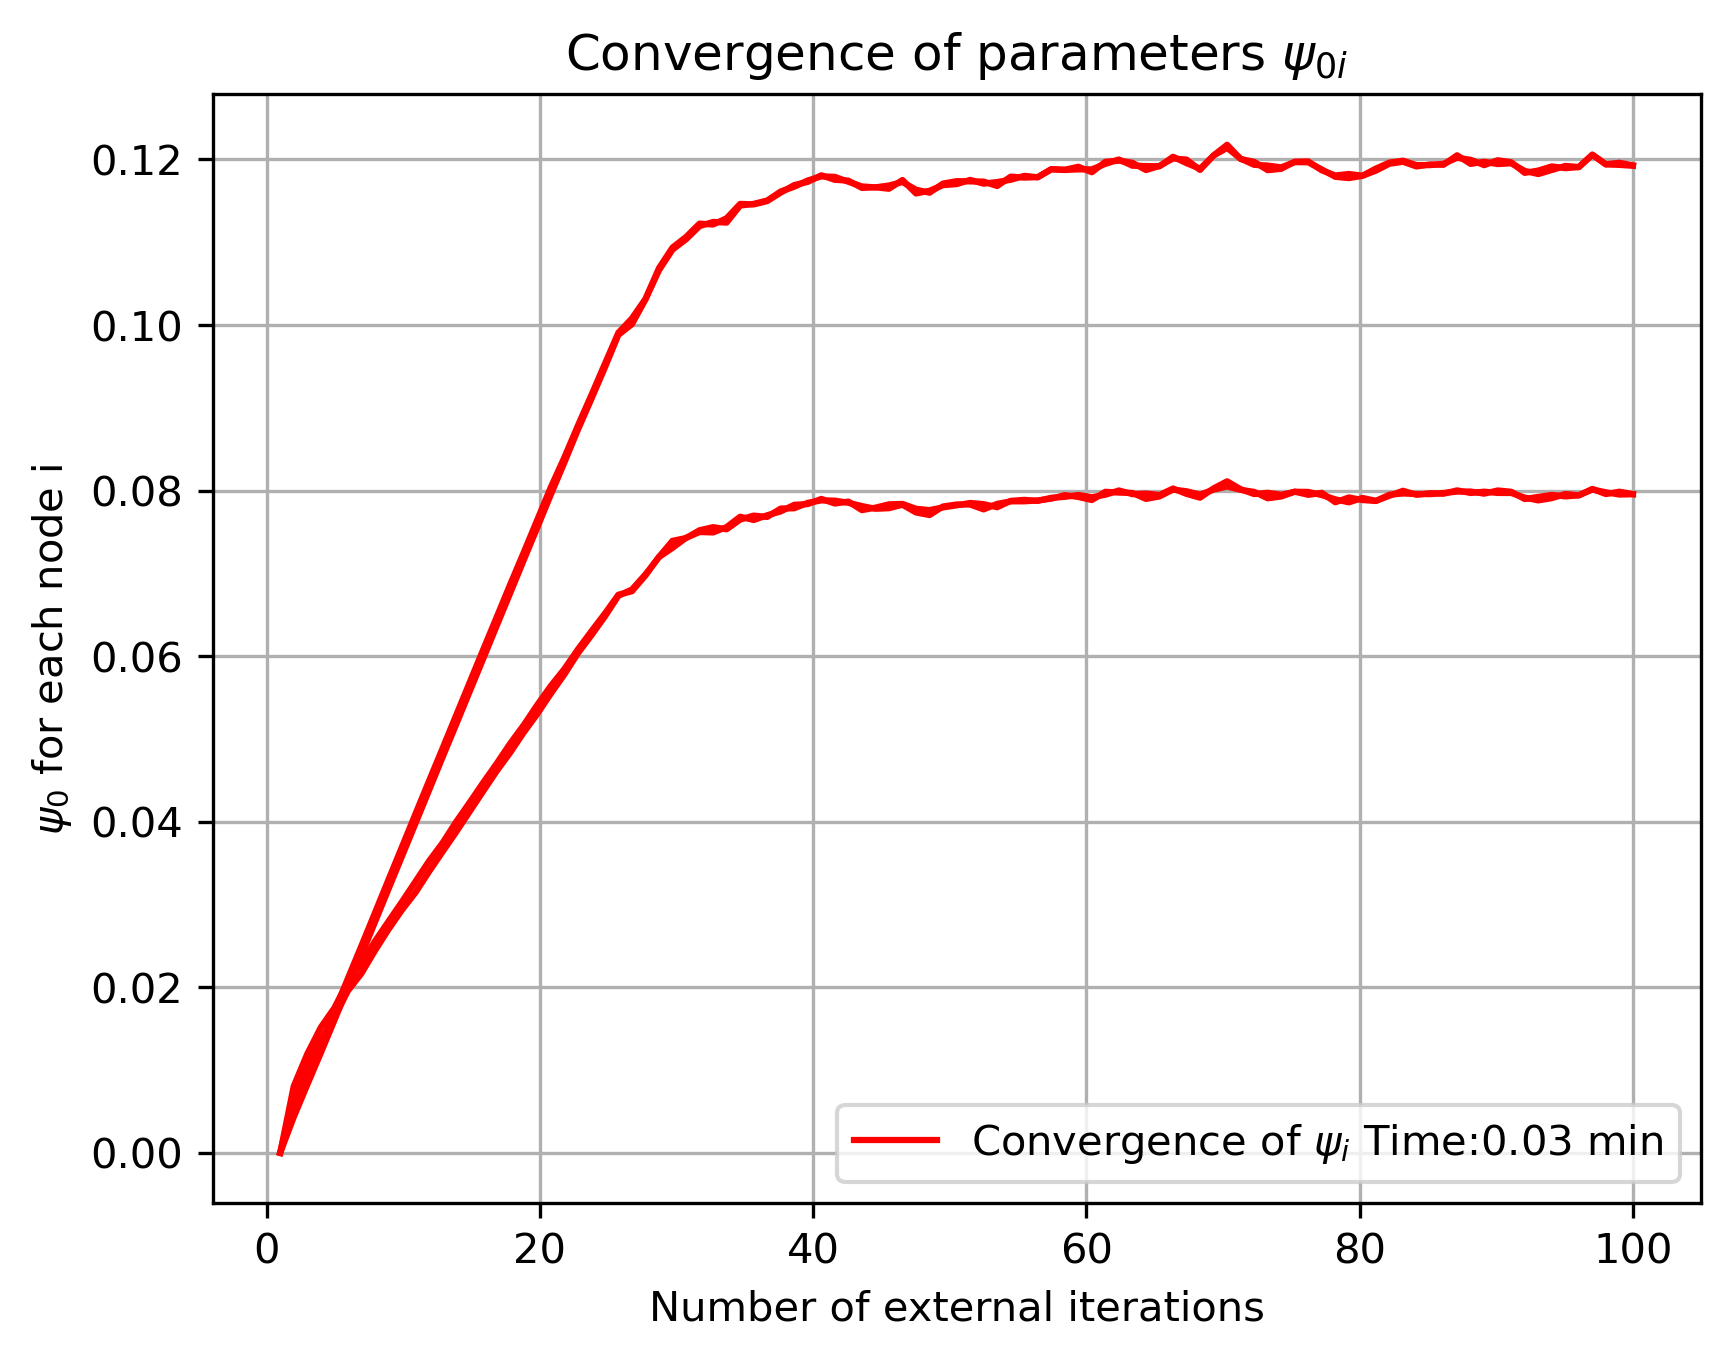 Convergence of parameters ψ₀ᵢ
0.12
0.10
0.08
0.06
0.04
0.02
0.00
ψ₀ for each node i
Convergence of ψᵢ Time:0.03 min
0 20 40 60 80 100
Number of external iterations